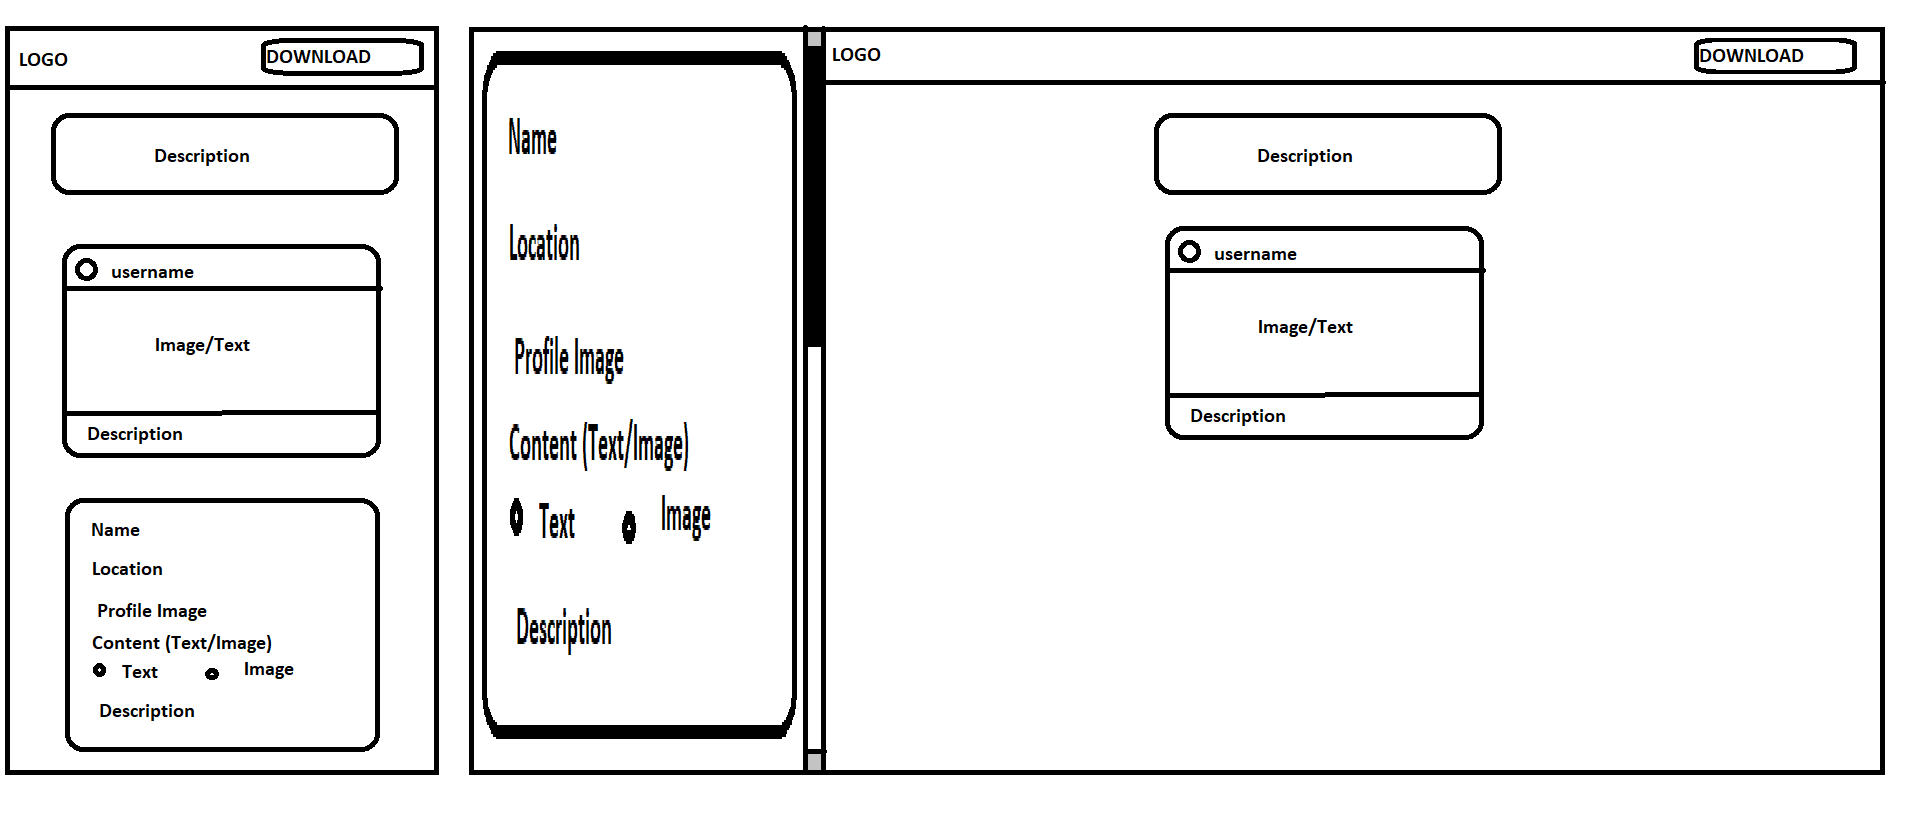 LOGO
DOWNLOAD
Description
username
Image/Text
Description
Name
Location
Profile Image
Content (Text/Image)
Text Image
Description
Name
Location
Profile Image
Content (Text/Image)
Text Image
Description
LOGO
DOWNLOAD
Description
username
Image/Text
Description